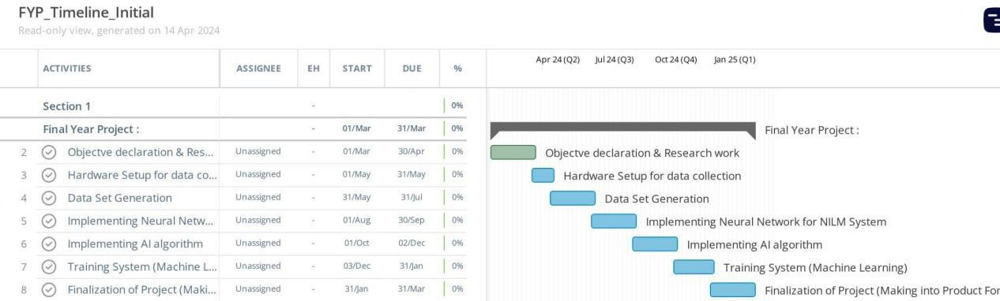 FYP_Timeline_Initial
Read-only view, generated on 14 Apr 2024
ACTIVITIES ASSIGNEE EH START DUE % Apr 24 (Q2) Jul 24 (Q3) Oct 24 (Q4) Jan 25 (Q1)
Section 1 - 0%
Final Year Project : - 01/Mar 31/Mar 0% Final Year Project :
2 Objectve declaration & Res... Unassigned - 01/Mar 30/Apr 0% Objectve declaration & Research work
3 Hardware Setup for data co... Unassigned - 01/May 31/May 0% Hardware Setup for data collection
4 Data Set Generation Unassigned - 31/May 31/Jul 0% Data Set Generation
5 Implementing Neural Netw... Unassigned - 01/Aug 30/Sep 0% Implementing Neural Network for NILM System
6 Implementing AI algorithm Unassigned - 01/Oct 02/Dec 0% Implementing AI algorithm
7 Training System (Machine L... Unassigned - 03/Dec 31/Jan 0% Training System (Machine Learning)
8 Finalization of Project (Maki... Unassigned - 31/Jan 31/Mar 0% Finalization of Project (Making into Product For